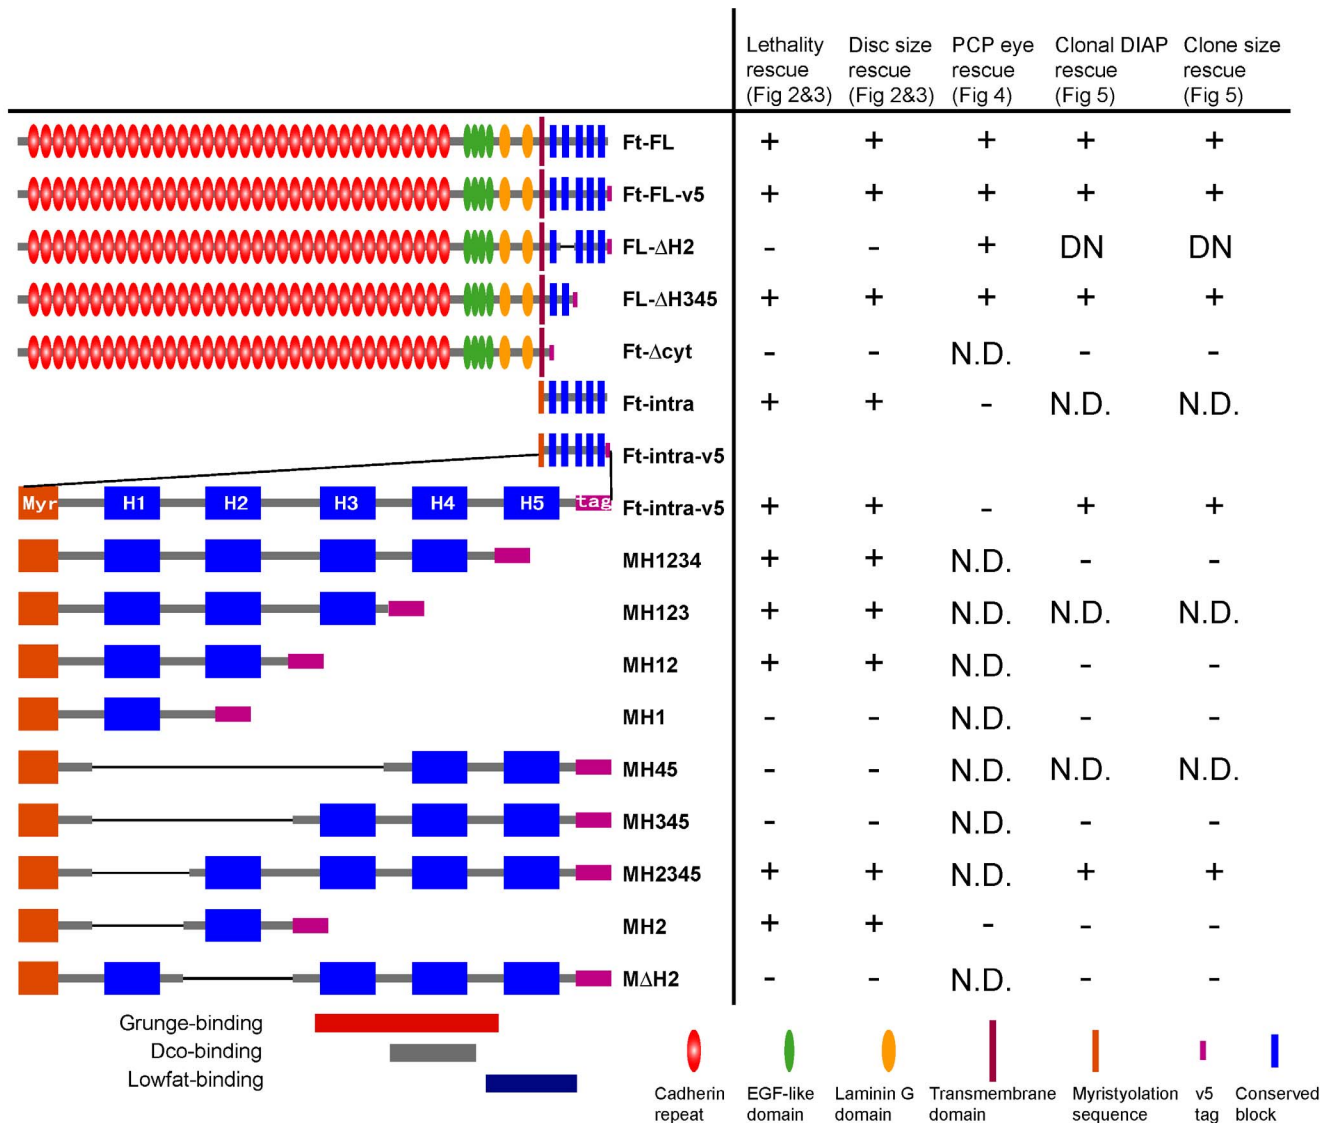 Lethality rescue (Fig 2&3)
Disc size rescue (Fig 2&3)
PCP eye rescue (Fig 4)
Clonal DIAP rescue (Fig 5)
Clone size rescue (Fig 5)
Ft-FL + + + + +
Ft-FL-v5 + + + + +
FL-ΔH2 - - + DN DN
FL-ΔH345 + + + + +
Ft-Δcyt - - N.D. - -
Ft-intra + + - N.D. N.D.
Ft-intra-v5
Myr H1 H2 H3 H4 H5 tag Ft-intra-v5 + + - + +
MH1234 + + N.D. - -
MH123 + + N.D. N.D. N.D.
MH12 + + N.D. - -
MH1 - - N.D. - -
MH45 - - N.D. N.D. N.D.
MH345 - - N.D. - -
MH2345 + + N.D. + +
MH2 + + - - -
MΔH2 - - N.D. - -
Grunge-binding
Dco-binding
Lowfat-binding
Cadherin repeat
EGF-like domain
Laminin G domain
Transmembrane domain
Myristyolation sequence
v5 tag
Conserved block